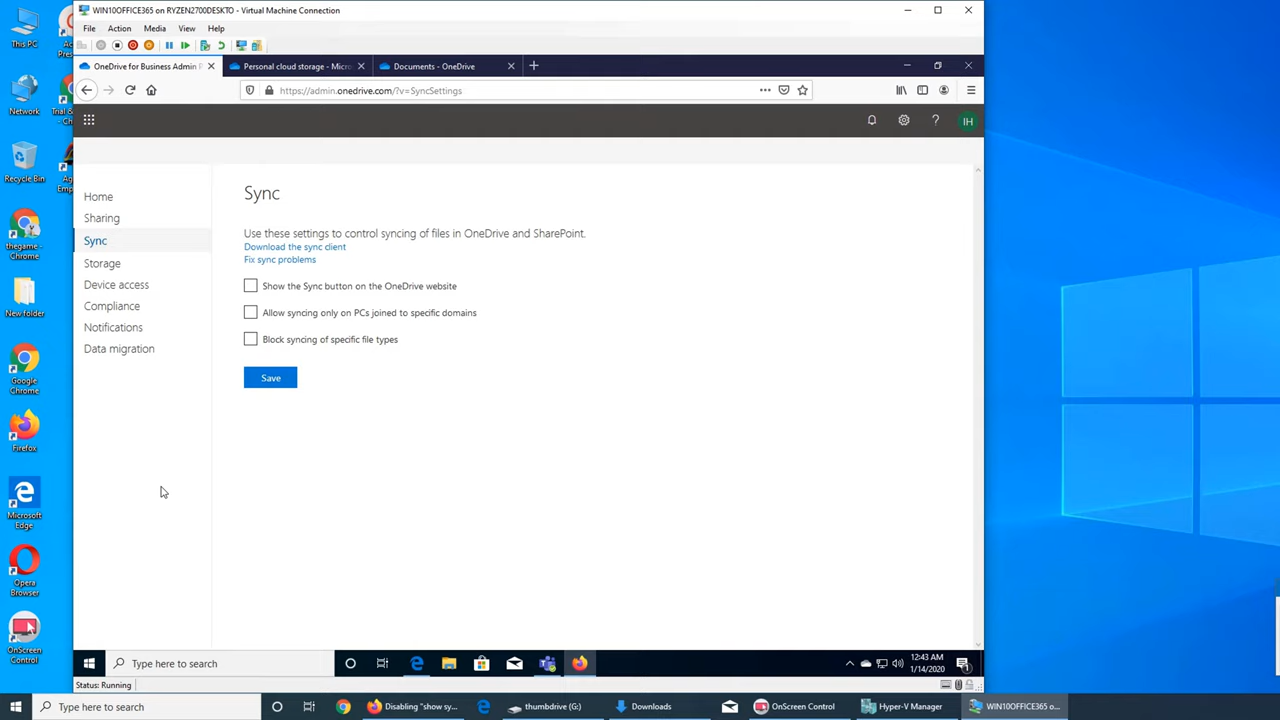 WIN10OFFICE365 on RYZEN2700DESKTO - Virtual Machine Connection
File Action Media View Help
OneDrive for Business Admin
Personal cloud storage - Micro
Documents - OneDrive
https://admin.onedrive.com/?v=SyncSettings
IH
Home
Sharing
Sync
Storage
Device access
Compliance
Notifications
Data migration
Sync
Use these settings to control syncing of files in OneDrive and SharePoint.
Download the sync client
Fix sync problems
Show the Sync button on the OneDrive website
Allow syncing only on PCs joined to specific domains
Block syncing of specific file types
Save
This PC
Network
Recycle Bin
thegame -
Chrome
New folder
Google
Chrome
Firefox
Microsoft
Edge
Opera
Browser
OnScreen
Control
Type here to search
12:43 AM
1/14/2020
Status: Running
Type here to search
Disabling "show sy...
thumbdrive (G:)
Downloads
OnScreen Control
Hyper-V Manager
WIN10OFFICE365 o...